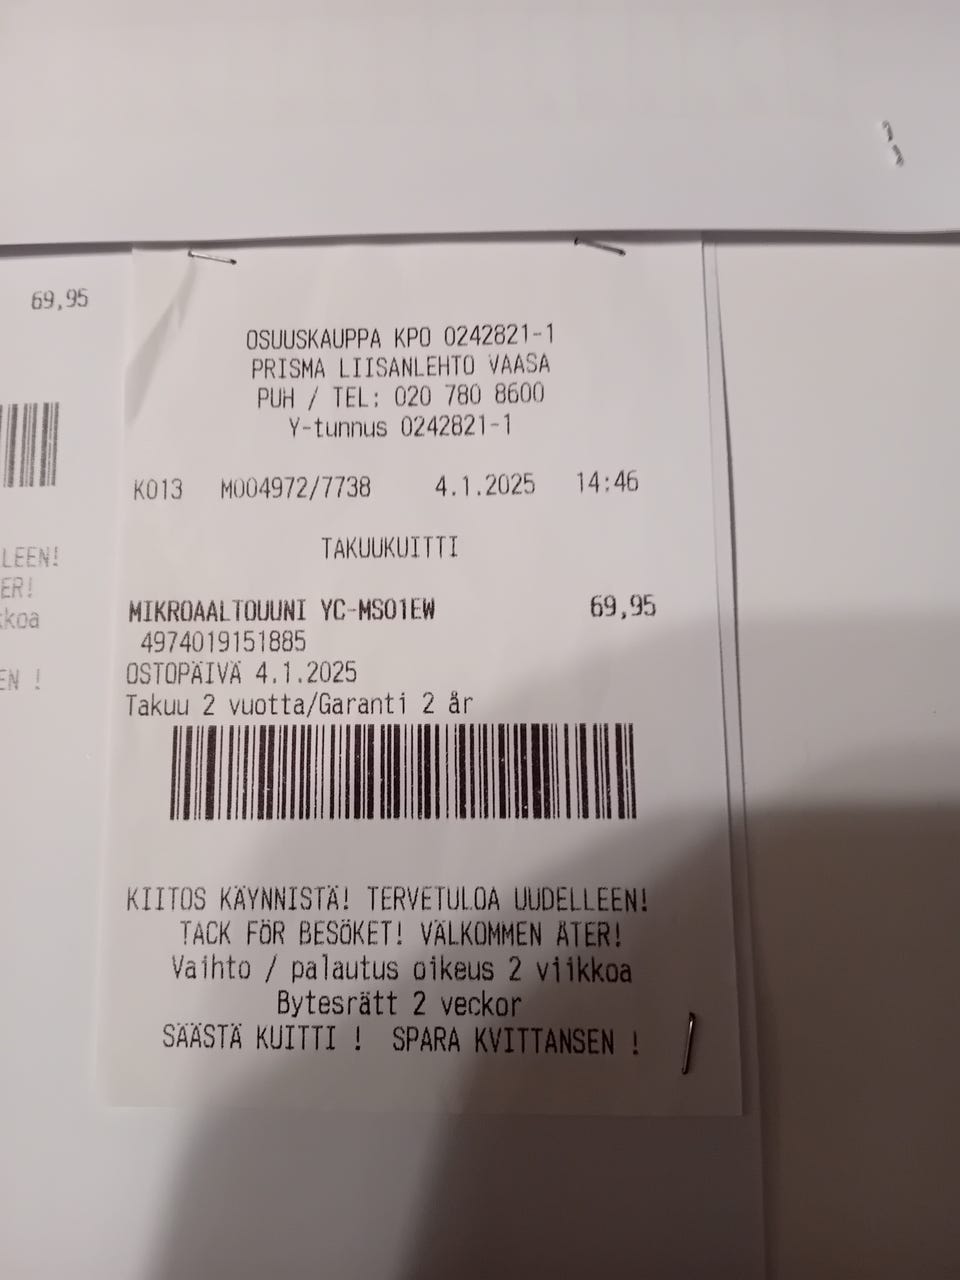 69,95
LEEN!
ER!
kkoa
EN !
OSUUSKAUPPA KPO 0242821-1
PRISMA LIISANLEHTO VAASA
PUH / TEL: 020 780 8600
Y-tunnus 0242821-1
K013 M004972/7738 4.1.2025 14:46
TAKUUKUITTI
MIKROAALTOUUNI YC-MS01EW 69,95
4974019151885
OSTOPÄIVÄ 4.1.2025
Takuu 2 vuotta/Garanti 2 år
KIITOS KÄYNNISTÄ! TERVETULOA UUDELLEEN!
TACK FÖR BESÖKET! VÄLKOMMEN ÅTER!
Vaihto / palautus oikeus 2 viikkoa
Bytesrätt 2 veckor
SÄÄSTÄ KUITTI ! SPARA KVITTANSEN !